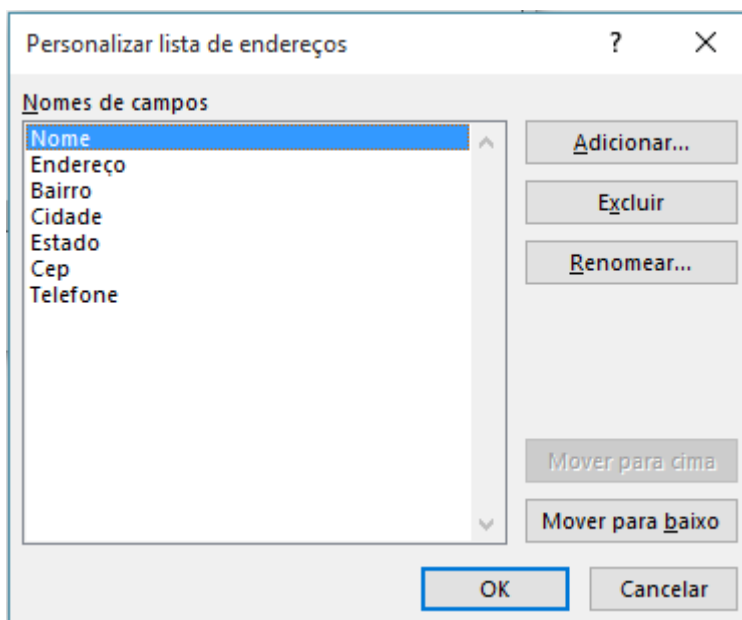 Personalizar lista de endereços
Nomes de campos
Nome
Endereço
Bairro
Cidade
Estado
Cep
Telefone
Adicionar...
Excluir
Renomear...
Mover para cima
Mover para baixo
OK
Cancelar